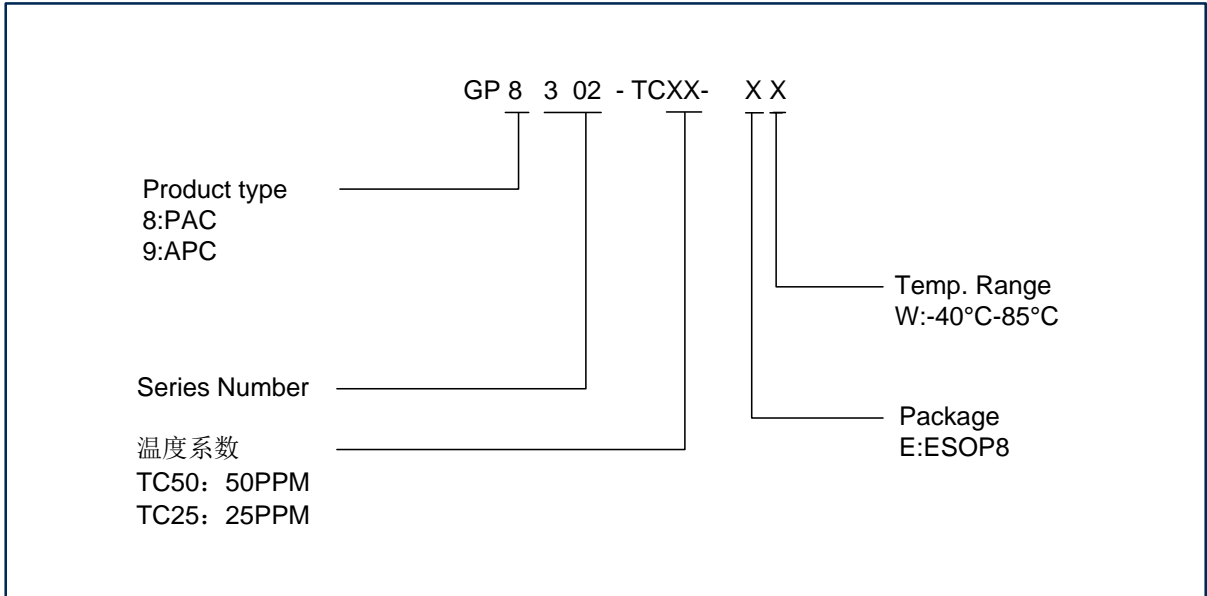 GP 8 3 02 - TCXX- X X
Product type
8:PAC
9:APC
Temp. Range
W:-40°C-85°C
Series Number
Package
E:ESOP8
温度系数
TC50：50PPM
TC25：25PPM